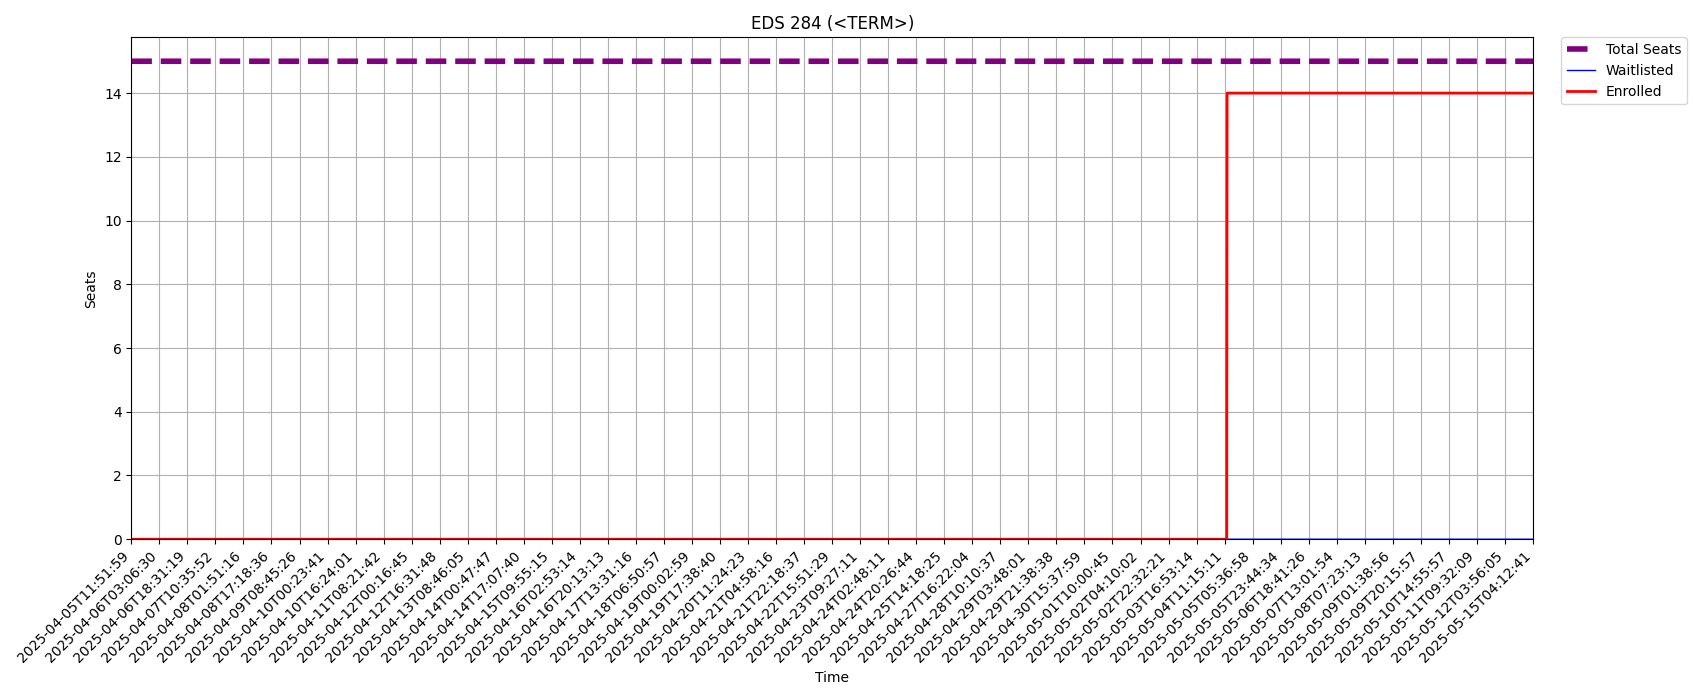 EDS 284 (<TERM>)
Total Seats
Waitlisted
Enrolled
Seats
14
12
10
8
6
4
2
0
2025-04-05T11:51:59
2025-04-06T03:06:30
2025-04-06T18:31:19
2025-04-07T10:35:52
2025-04-08T01:51:16
2025-04-08T17:18:36
2025-04-09T08:45:26
2025-04-10T00:23:41
2025-04-10T16:24:01
2025-04-11T08:21:42
2025-04-12T00:16:45
2025-04-12T16:31:48
2025-04-13T08:46:05
2025-04-14T00:47:47
2025-04-14T17:07:40
2025-04-15T09:55:15
2025-04-16T02:53:14
2025-04-16T20:13:13
2025-04-17T13:31:16
2025-04-18T06:50:57
2025-04-19T00:02:59
2025-04-19T17:38:40
2025-04-20T11:24:23
2025-04-21T04:58:16
2025-04-21T22:18:37
2025-04-22T15:51:29
2025-04-23T09:27:11
2025-04-24T02:48:11
2025-04-24T20:26:44
2025-04-25T14:18:25
2025-04-27T16:22:04
2025-04-28T10:10:37
2025-04-29T03:48:01
2025-04-29T21:38:38
2025-04-30T15:37:59
2025-05-01T10:00:45
2025-05-02T04:10:02
2025-05-02T22:32:21
2025-05-03T16:53:14
2025-05-04T11:15:11
2025-05-05T05:36:58
2025-05-05T23:44:34
2025-05-06T18:41:26
2025-05-07T13:01:54
2025-05-08T07:23:13
2025-05-09T01:38:56
2025-05-09T20:15:57
2025-05-10T14:55:57
2025-05-11T09:32:09
2025-05-12T03:56:05
2025-05-15T04:12:41
Time